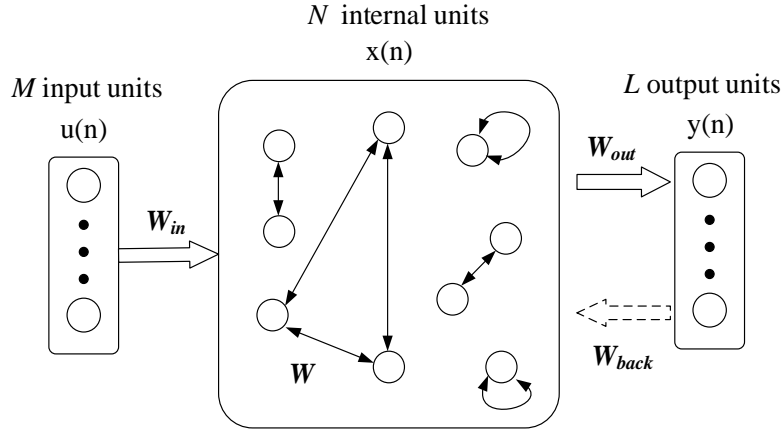 N internal units
x(n)
M input units
u(n)
L output units
y(n)
W_in
W_out
W
W_back